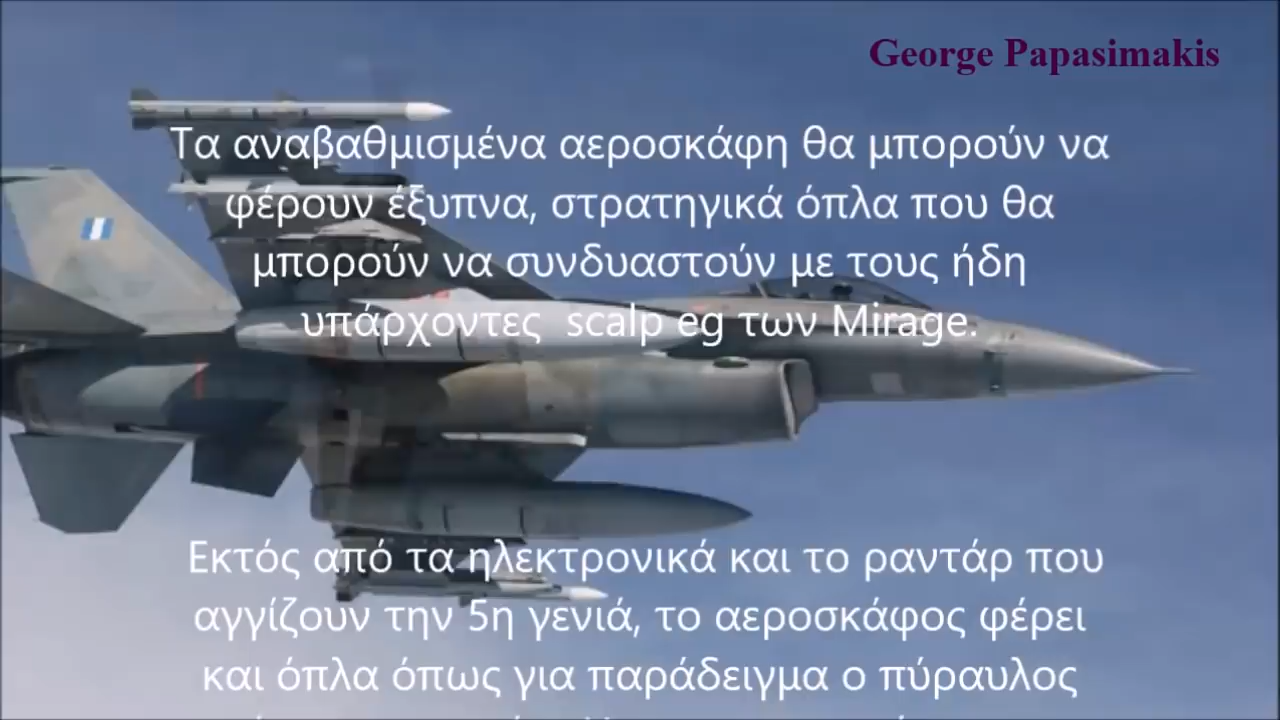 George Papasimakis
Τα αναβαθμισμένα αεροσκάφη θα μπορούν να
φέρουν έξυπνα, στρατηγικά όπλα που θα
μπορούν να συνδυαστούν με τους ήδη
υπάρχοντες scalp eg των Mirage.
Εκτός από τα ηλεκτρονικά και το ραντάρ που
αγγίζουν την 5η γενιά, το αεροσκάφος φέρει
και όπλα όπως για παράδειγμα ο πύραυλος